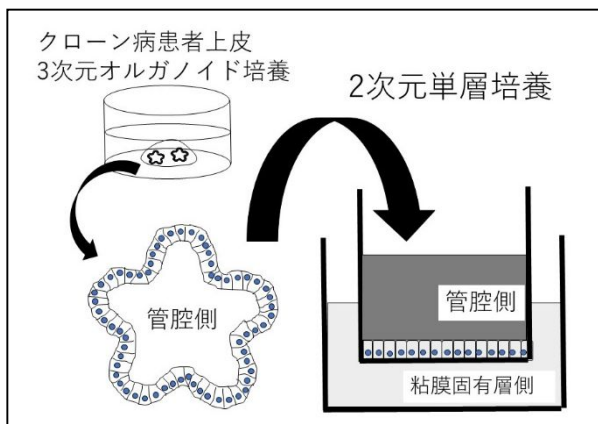 クローン病患者上皮
3次元オルガノイド培養
2次元単層培養
管腔側
管腔側
粘膜固有層側